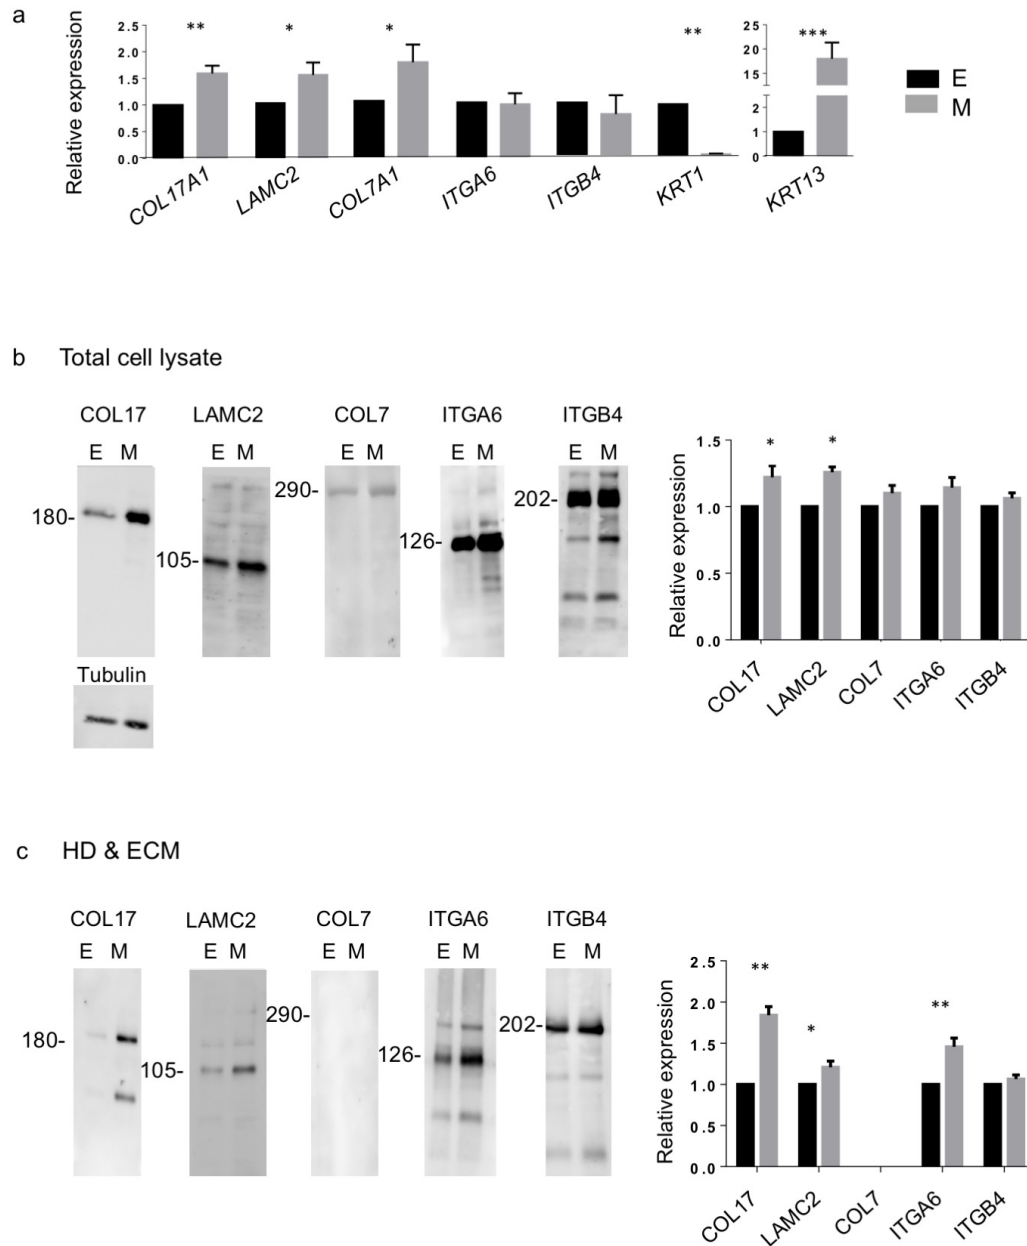 a
Relative expression
2.5
2.0
1.5
1.0
0.5
0.0
** * * **
COL17A1 LAMC2 COL7A1 ITGA6 ITGB4 KRT1
25
20
15
2
1
0
***
KRT13
E
M
b Total cell lysate
COL17 LAMC2 COL7 ITGA6 ITGB4
E M E M E M E M E M
180-
105-
290-
126-
202-
Tubulin
Relative expression
1.5
1.0
0.5
0.0
* *
COL17 LAMC2 COL7 ITGA6 ITGB4
c HD & ECM
COL17 LAMC2 COL7 ITGA6 ITGB4
E M E M E M E M E M
180-
105-
290-
126-
202-
Relative expression
2.5
2.0
1.5
1.0
0.5
0.0
** * **
COL17 LAMC2 COL7 ITGA6 ITGB4